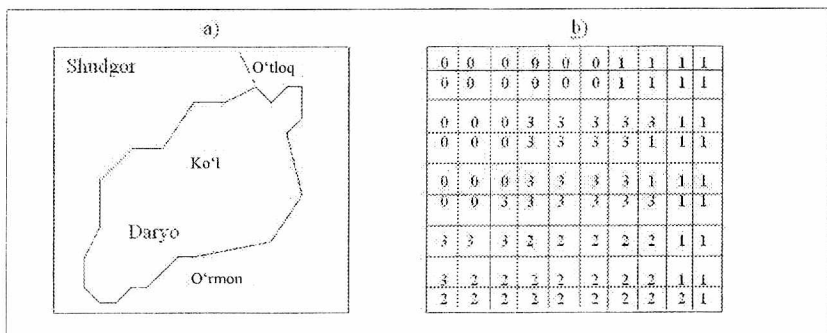 a)
Shudgor
O‘tloq
Ko‘l
Daryo
O‘rmon
b)
0 0 0 0 0 0 1 1 1 1
0 0 0 0 0 0 1 1 1 1
0 0 0 3 3 3 3 3 1 1
0 0 0 3 3 3 3 1 1 1
0 0 0 3 3 3 3 1 1 1
0 0 3 3 3 3 3 3 1 1
3 3 3 2 2 2 2 2 1 1
3 2 2 2 2 2 2 2 1 1
2 2 2 2 2 2 2 2 2 1